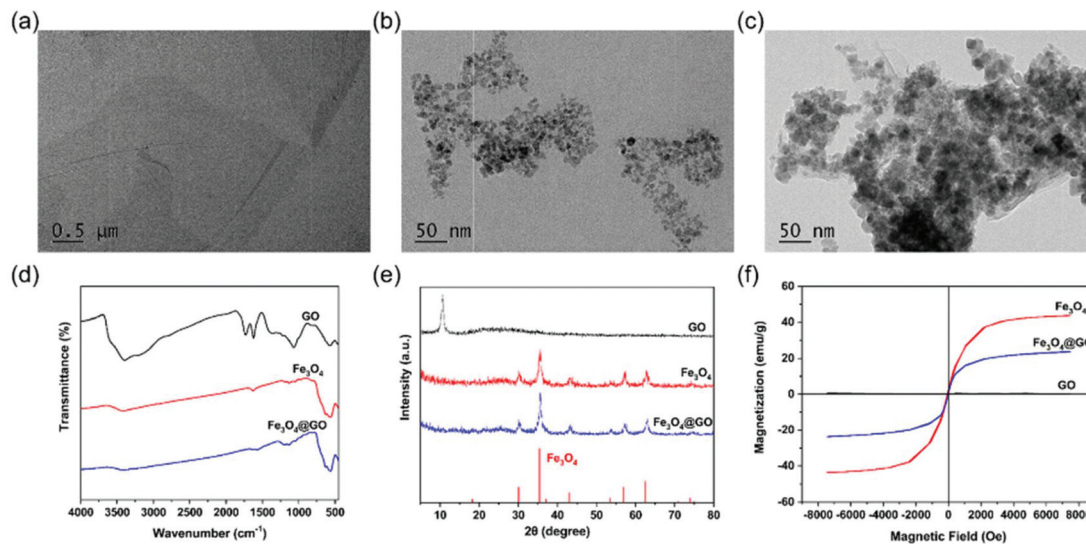 (a)
0.5 μm
(b)
50 nm
(c)
50 nm
(d)
Transmittance (%)
GO
Fe₃O₄
Fe₃O₄@GO
4000 3500 3000 2500 2000 1500 1000 500
Wavenumber (cm⁻¹)
(e)
Intensity (a.u.)
GO
Fe₃O₄
Fe₃O₄@GO
Fe₃O₄
10 20 30 40 50 60 70 80
2θ (degree)
(f)
Magnetization (emu/g)
60
40
20
0
-20
-40
-60
Fe₃O₄
Fe₃O₄@GO
GO
-8000 -6000 -4000 -2000 0 2000 4000 6000 8000
Magnetic Field (Oe)